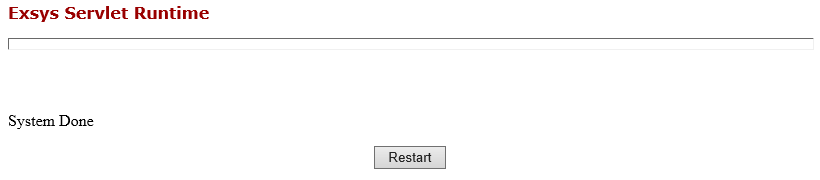 Exsys Servlet Runtime
System Done
Restart